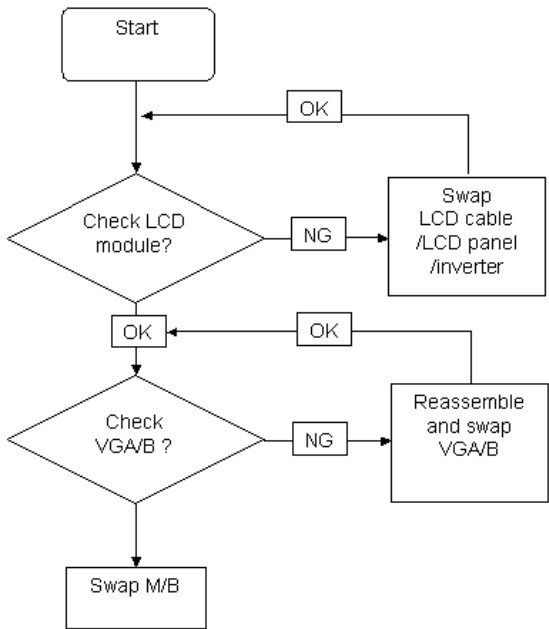 Start
OK
Check LCD
module?
NG
Swap
LCD cable
/LCD panel
/inverter
OK
OK
Check
VGA/B ?
NG
Reassemble
and swap
VGA/B
Swap M/B